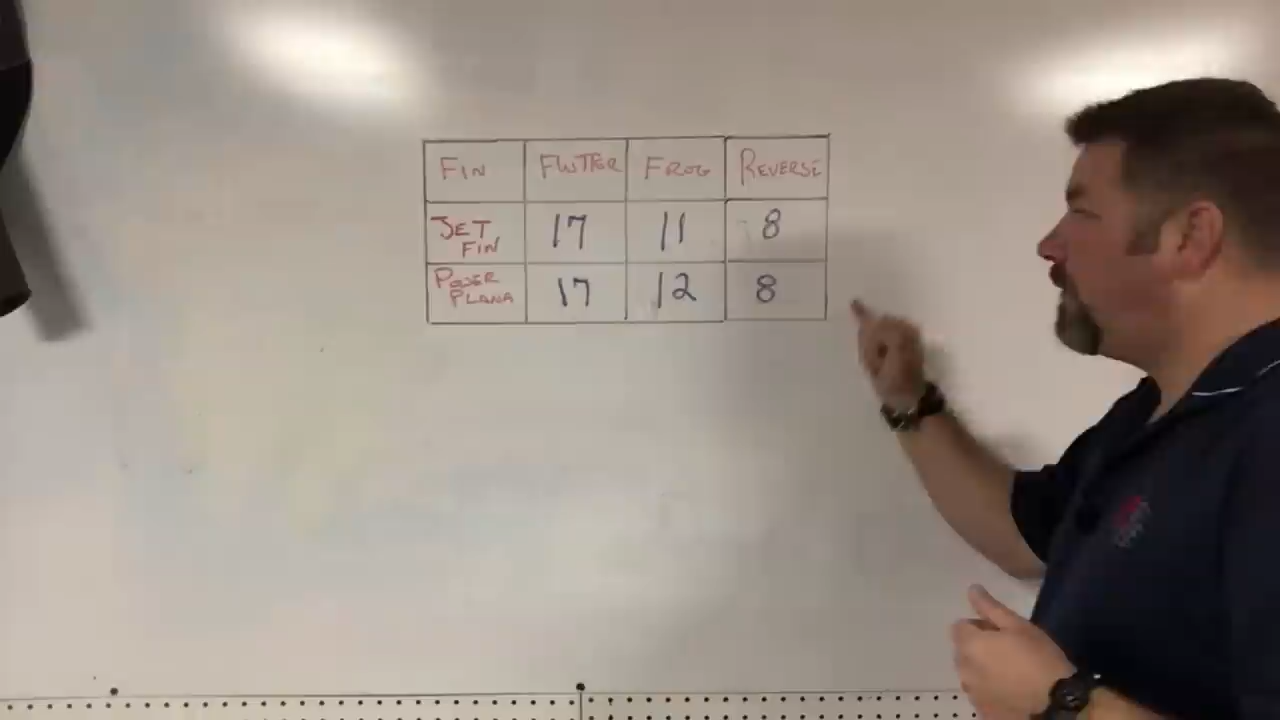 FIN FLUTTER FROG REVERSE
JET
FIN 17 11 8
POWER
PLANA 17 12 8